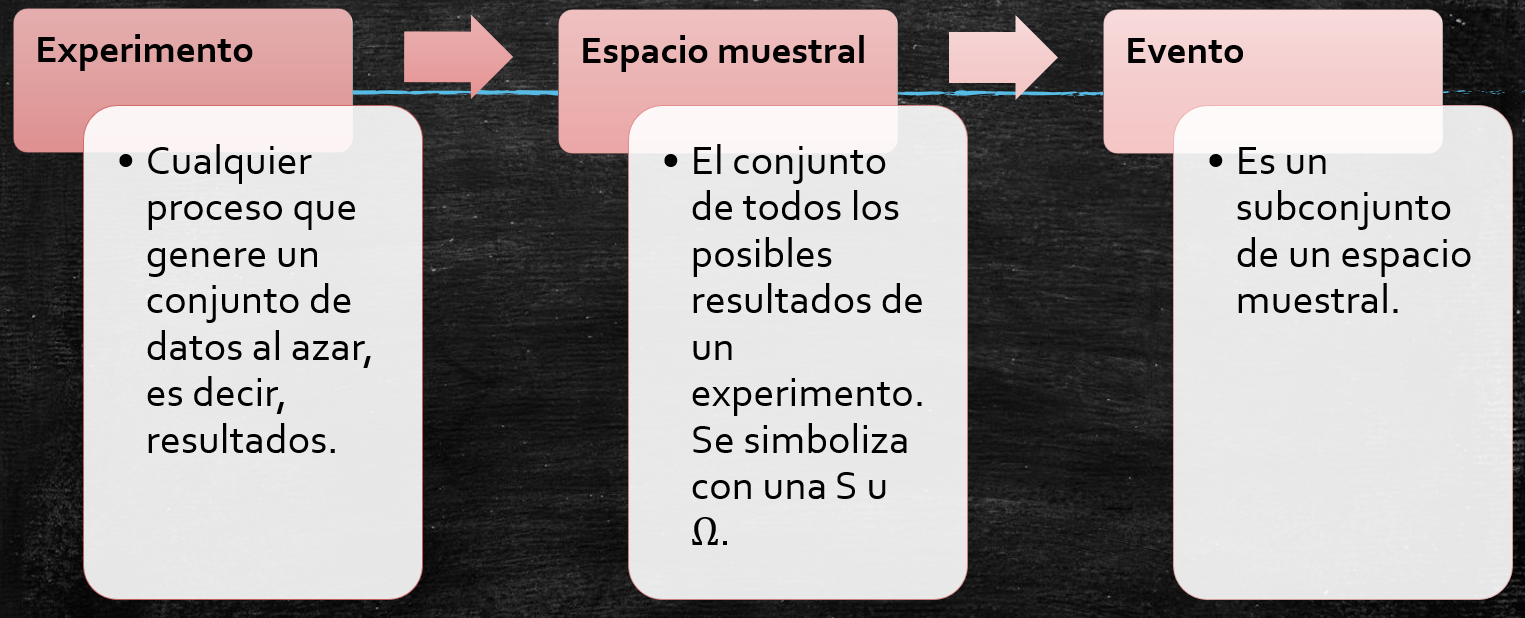 Experimento
• Cualquier
proceso que
genere un
conjunto de
datos al azar,
es decir,
resultados.
Espacio muestral
• El conjunto
de todos los
posibles
resultados de
un
experimento.
Se simboliza
con una S u
Ω.
Evento
• Es un
subconjunto
de un espacio
muestral.